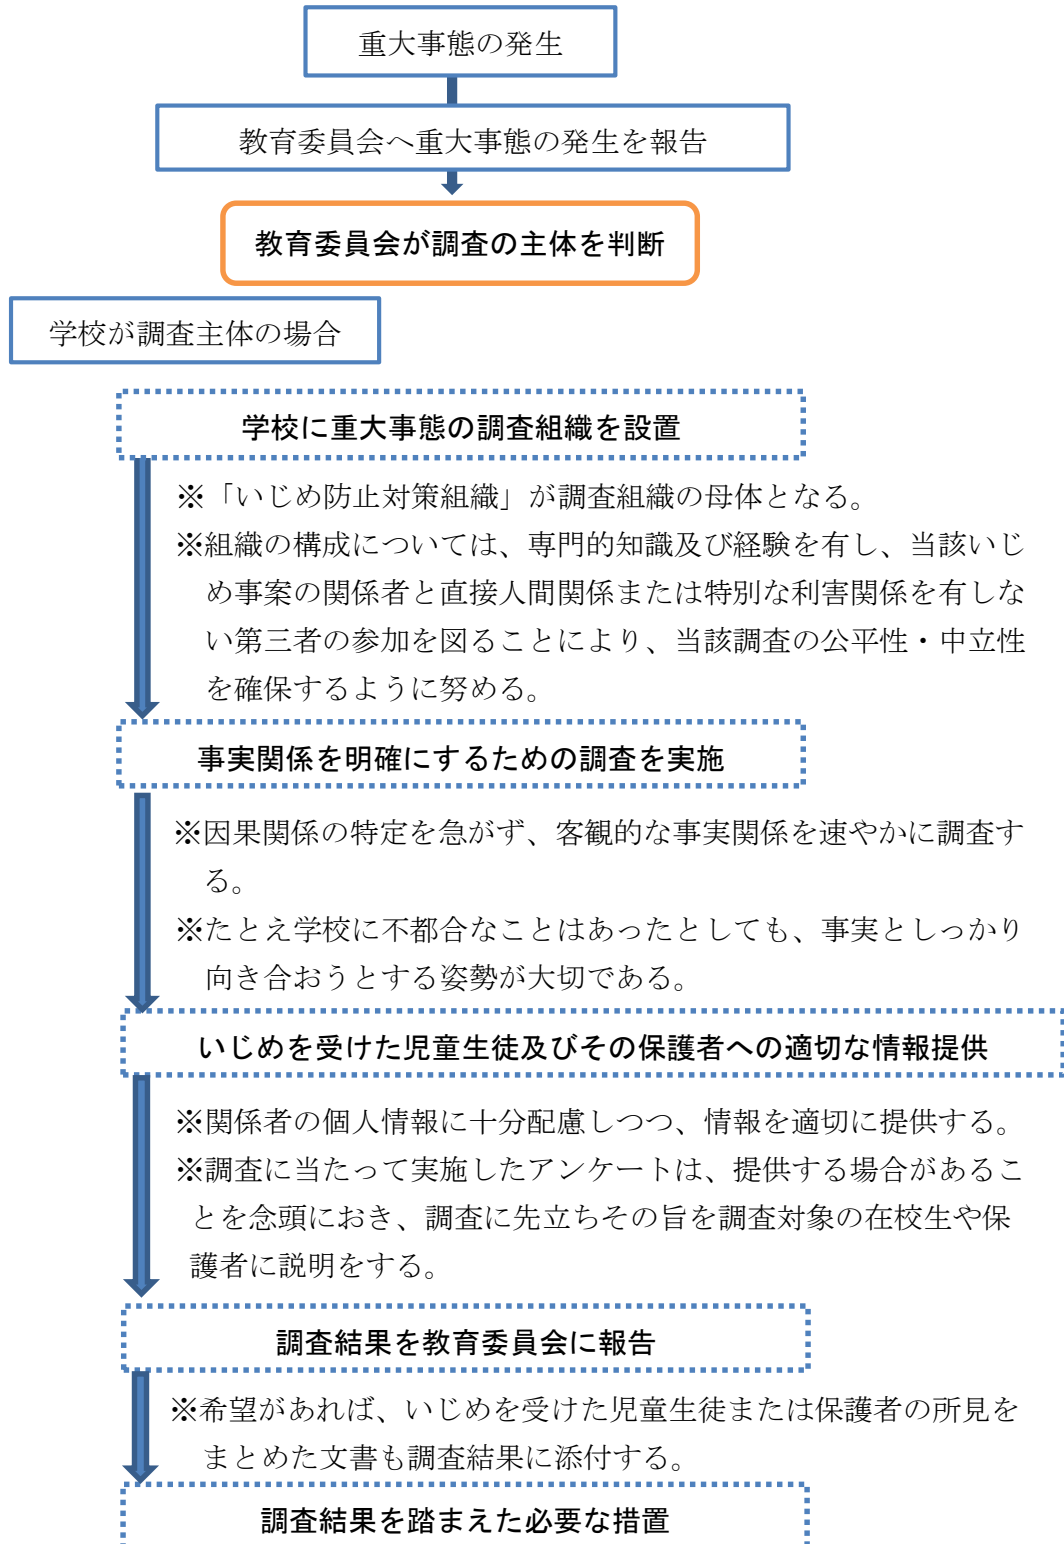 重大事態の発生
教育委員会へ重大事態の発生を報告
教育委員会が調査の主体を判断
学校が調査主体の場合
学校に重大事態の調査組織を設置
※「いじめ防止対策組織」が調査組織の母体となる。
※組織の構成については、専門的知識及び経験を有し、当該いじ
め事案の関係者と直接人間関係または特別な利害関係を有しな
い第三者の参加を図ることにより、当該調査の公平性・中立性
を確保するように努める。
事実関係を明確にするための調査を実施
※因果関係の特定を急がず、客観的な事実関係を速やかに調査す
る。
※たとえ学校に不都合なことはあったとしても、事実としっかり
向き合おうとする姿勢が大切である。
いじめを受けた児童生徒及びその保護者への適切な情報提供
※関係者の個人情報に十分配慮しつつ、情報を適切に提供する。
※調査に当たって実施したアンケートは、提供する場合があるこ
とを念頭におき、調査に先立ちその旨を調査対象の在校生や保
護者に説明をする。
調査結果を教育委員会に報告
※希望があれば、いじめを受けた児童生徒または保護者の所見を
まとめた文書も調査結果に添付する。
調査結果を踏まえた必要な措置